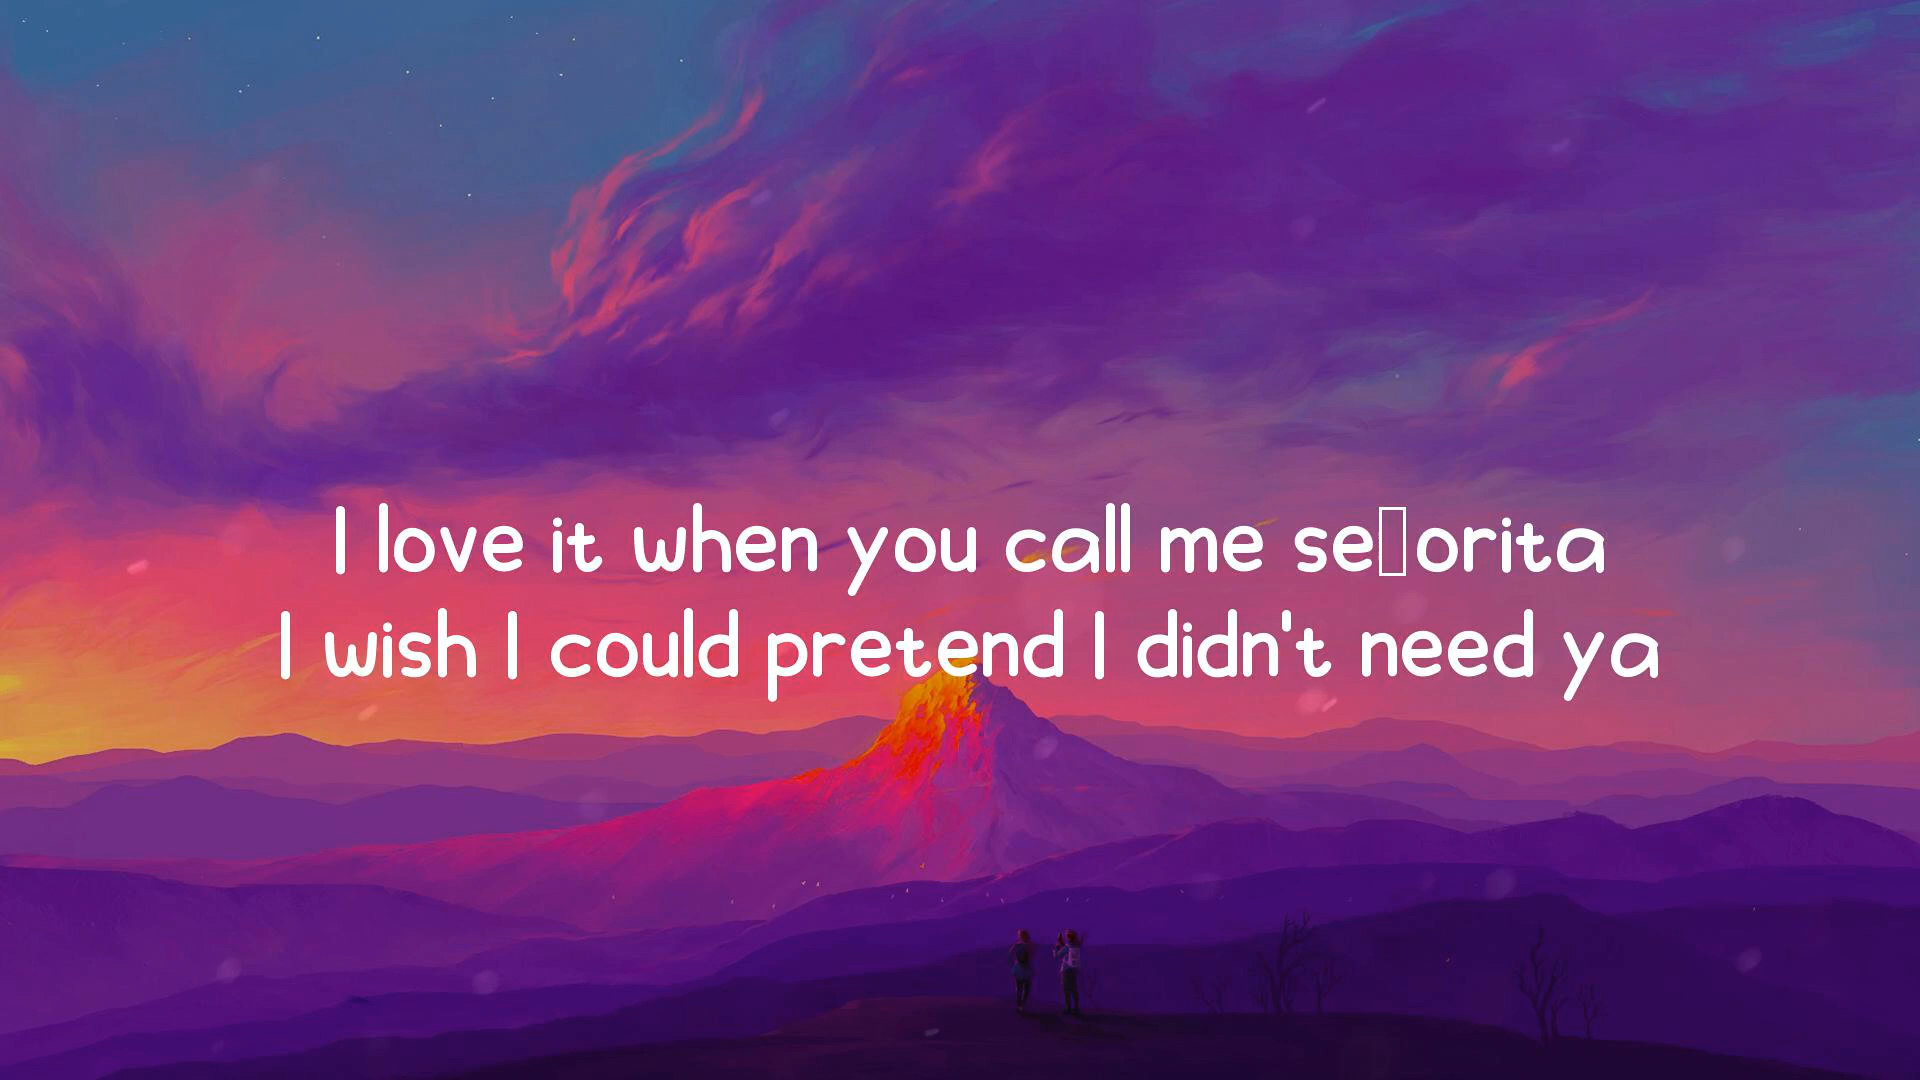 I love it when you call me se▯orita
I wish I could pretend I didn't need ya